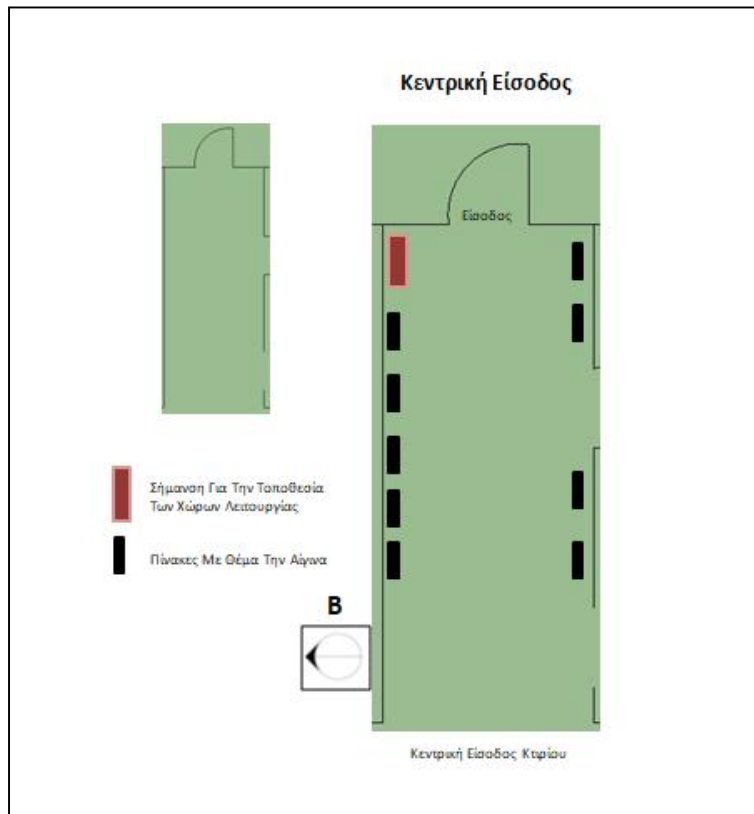 Κεντρική Είσοδος
Είσοδος
Σήμανση Για Την Τοποθεσία
Των Χώρων Λειτουργίας
Πίνακες Με Θέμα Την Αίγινα
Β
Κεντρική Είσοδος Κτιρίου